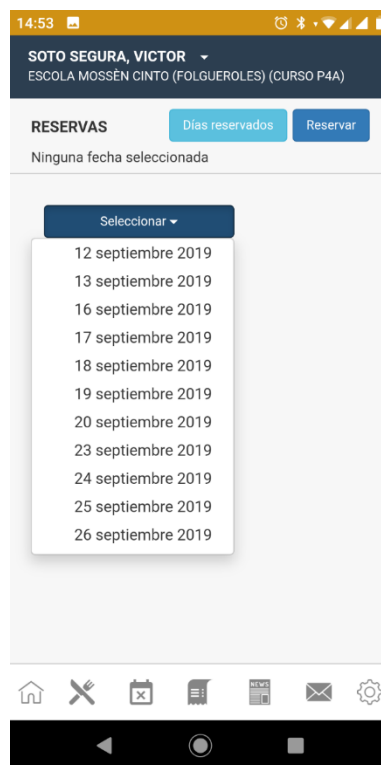 14:53
SOTO SEGURA, VICTOR
ESCOLA MOSSÈN CINTO (FOLGUEROLES) (CURSO P4A)
RESERVAS
Días reservados
Reservar
Ninguna fecha seleccionada
Seleccionar
12 septiembre 2019
13 septiembre 2019
16 septiembre 2019
17 septiembre 2019
18 septiembre 2019
19 septiembre 2019
20 septiembre 2019
23 septiembre 2019
24 septiembre 2019
25 septiembre 2019
26 septiembre 2019
NEWS